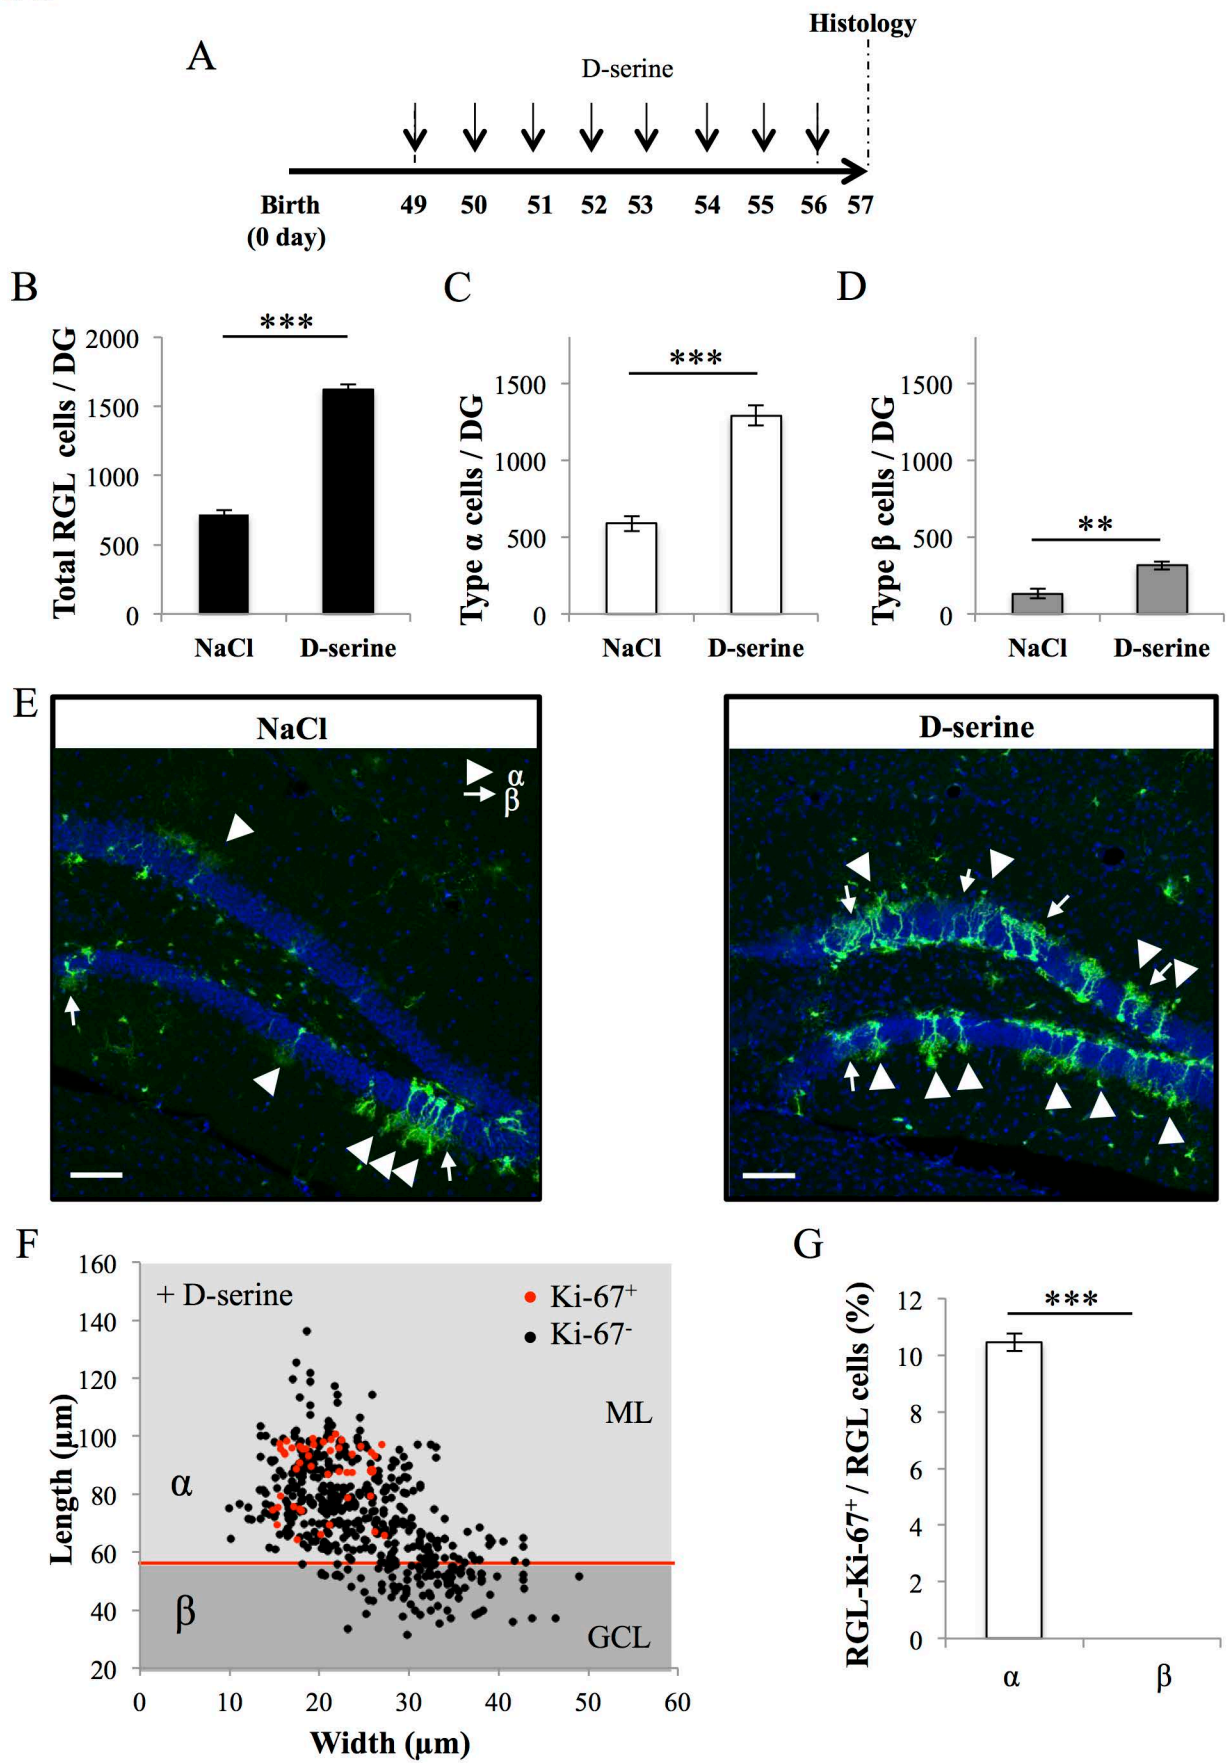 A
Histology
D-serine
Birth
(0 day)
49 50 51 52 53 54 55 56 57
B
Total RGL cells / DG
2000
1500
1000
500
0
***
NaCl D-serine
C
Type α cells / DG
1500
1000
500
0
***
NaCl D-serine
D
Type β cells / DG
1500
1000
500
0
**
NaCl D-serine
E
NaCl
α
β
D-serine
F
Length (μm)
160
140
120
100
80
60
40
20
+ D-serine
Ki-67⁺
Ki-67⁻
ML
α
β
GCL
0 10 20 30 40 50 60
Width (μm)
G
RGL-Ki-67⁺ / RGL cells (%)
12
10
8
6
4
2
0
***
α β